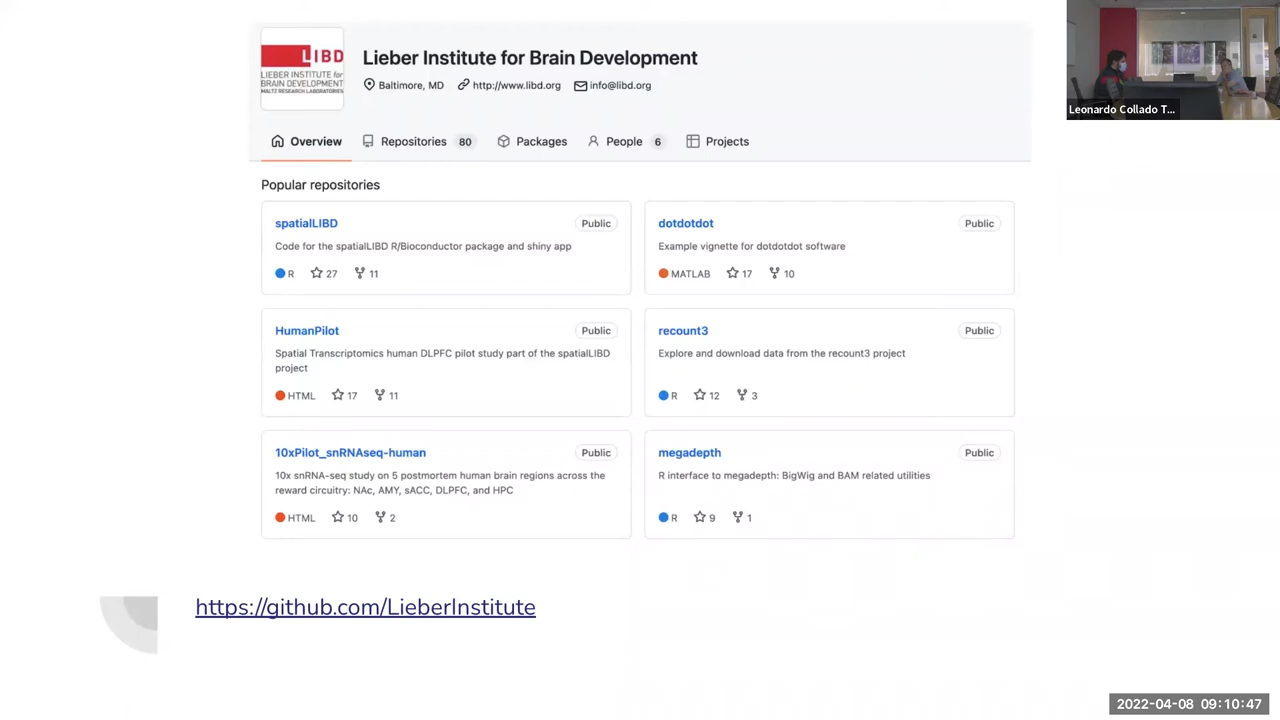 LIBD
LIEBER INSTITUTE for
BRAIN DEVELOPMENT
MALTZ RESEARCH LABORATORIES
Lieber Institute for Brain Development
Baltimore, MD http://www.libd.org info@libd.org
Overview Repositories 80 Packages People 6 Projects
Popular repositories
spatialLIBD Public
Code for the spatialLIBD R/Bioconductor package and shiny app
R 27 11
dotdotdot Public
Example vignette for dotdotdot software
MATLAB 17 10
HumanPilot Public
Spatial Transcriptomics human DLPFC pilot study part of the spatialLIBD
project
HTML 17 11
recount3 Public
Explore and download data from the recount3 project
R 12 3
10xPilot_snRNAseq-human Public
10x snRNA-seq study on 5 postmortem human brain regions across the
reward circuitry: NAc, AMY, sACC, DLPFC, and HPC
HTML 10 2
megadepth Public
R interface to megadepth: BigWig and BAM related utilities
R 9 1
https://github.com/LieberInstitute
Leonardo Collado T...
2022-04-08 09:10:47